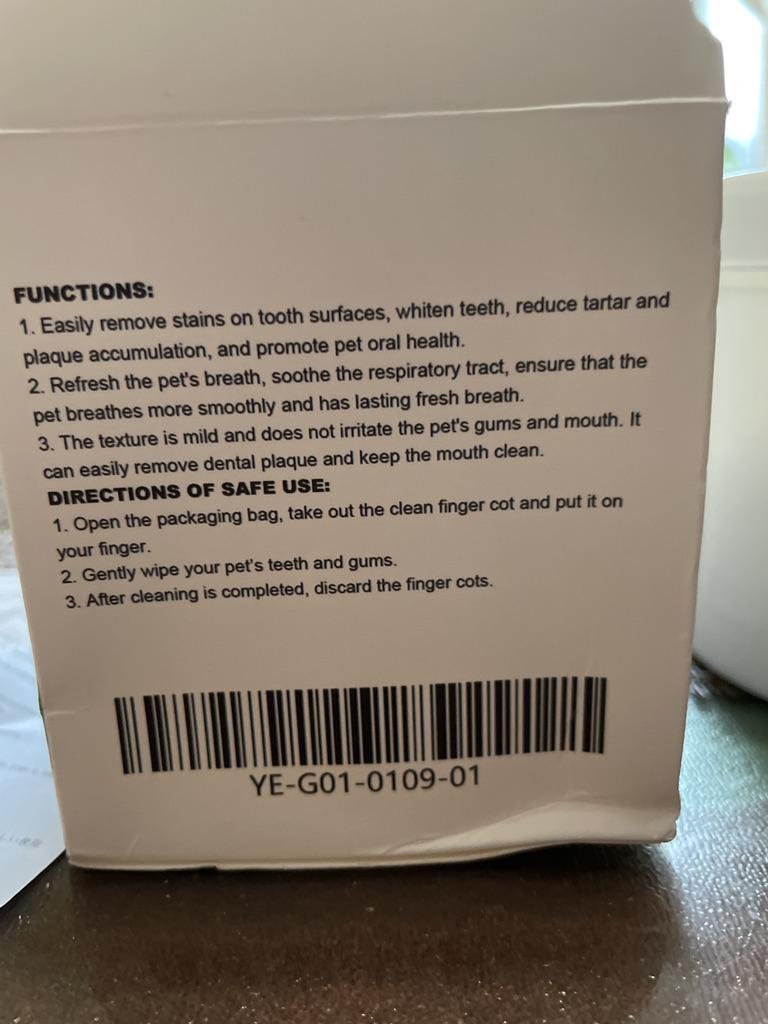 FUNCTIONS:
1. Easily remove stains on tooth surfaces, whiten teeth, reduce tartar and
plaque accumulation, and promote pet oral health.
2. Refresh the pet's breath, soothe the respiratory tract, ensure that the
pet breathes more smoothly and has lasting fresh breath.
3. The texture is mild and does not irritate the pet's gums and mouth. It
can easily remove dental plaque and keep the mouth clean.
DIRECTIONS OF SAFE USE:
1. Open the packaging bag, take out the clean finger cot and put it on
your finger.
2. Gently wipe your pet's teeth and gums.
3. After cleaning is completed, discard the finger cots.
YE-G01-0109-01